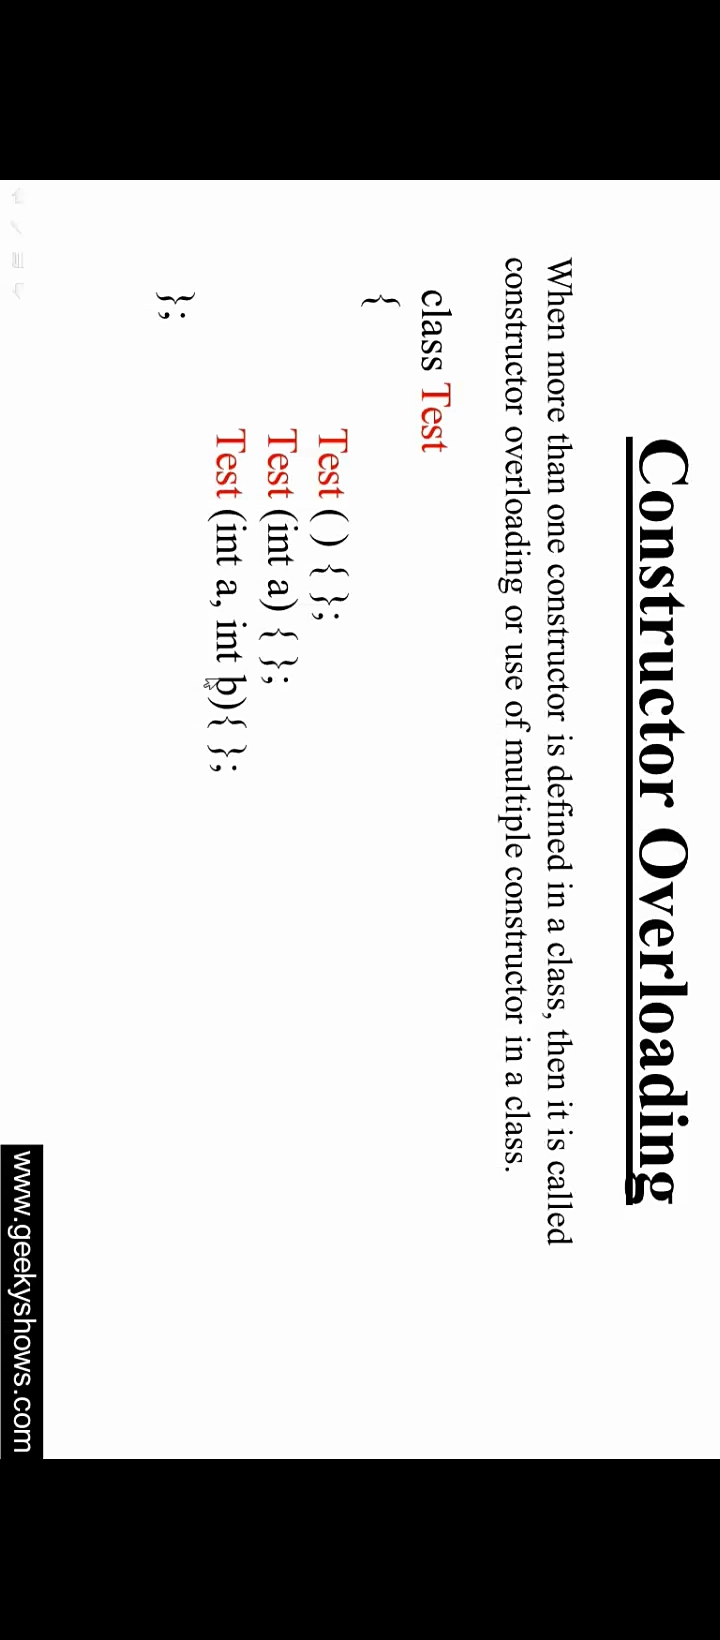 Constructor Overloading
When more than one constructor is defined in a class, then it is called
constructor overloading or use of multiple constructor in a class.
class Test
{
Test ( ) { };
Test (int a) { };
Test (int a, int b){ };
};
www.geekyshows.com